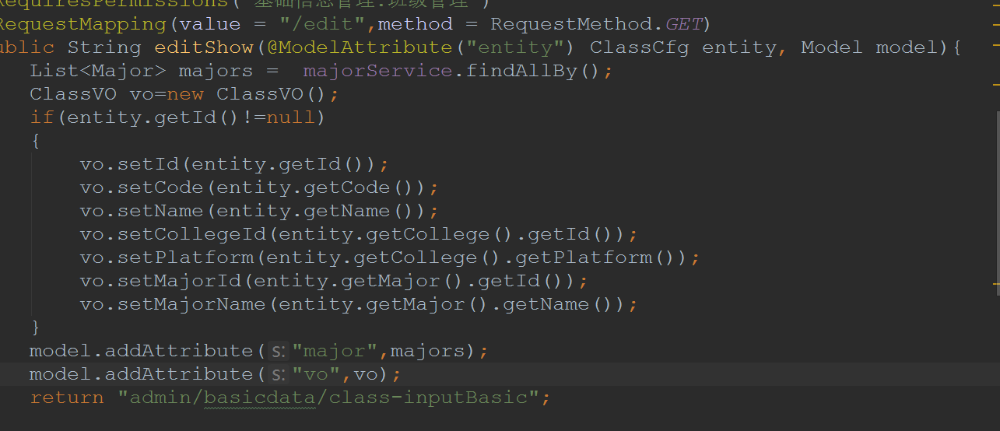 RequiresPermissions("基础信息管理:班级管理")
RequestMapping(value = "/edit",method = RequestMethod.GET)
ublic String editShow(@ModelAttribute("entity") ClassCfg entity, Model model){
List<Major> majors =  majorService.findAllBy();
ClassVO vo=new ClassVO();
if(entity.getId()!=null)
{
vo.setId(entity.getId());
vo.setCode(entity.getCode());
vo.setName(entity.getName());
vo.setCollegeId(entity.getCollege().getId());
vo.setPlatform(entity.getCollege().getPlatform());
vo.setMajorId(entity.getMajor().getId());
vo.setMajorName(entity.getMajor().getName());
}
model.addAttribute( s: "major",majors);
model.addAttribute( s: "vo",vo);
return "admin/basicdata/class-inputBasic";